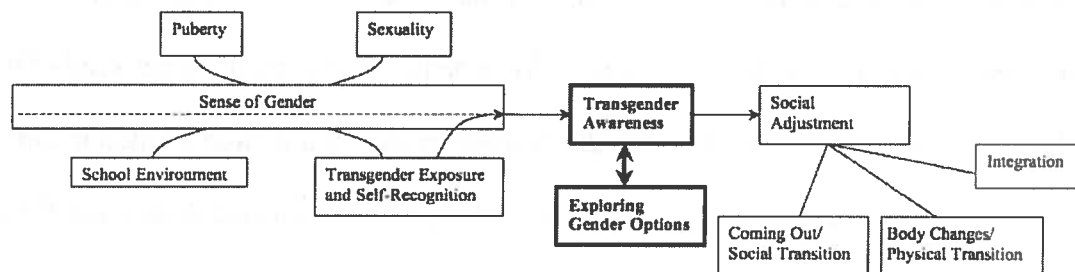 Puberty
Sexuality
Sense of Gender
School Environment
Transgender Exposure
and Self-Recognition
Transgender
Awareness
Exploring
Gender Options
Social
Adjustment
Integration
Coming Out/
Social Transition
Body Changes/
Physical Transition